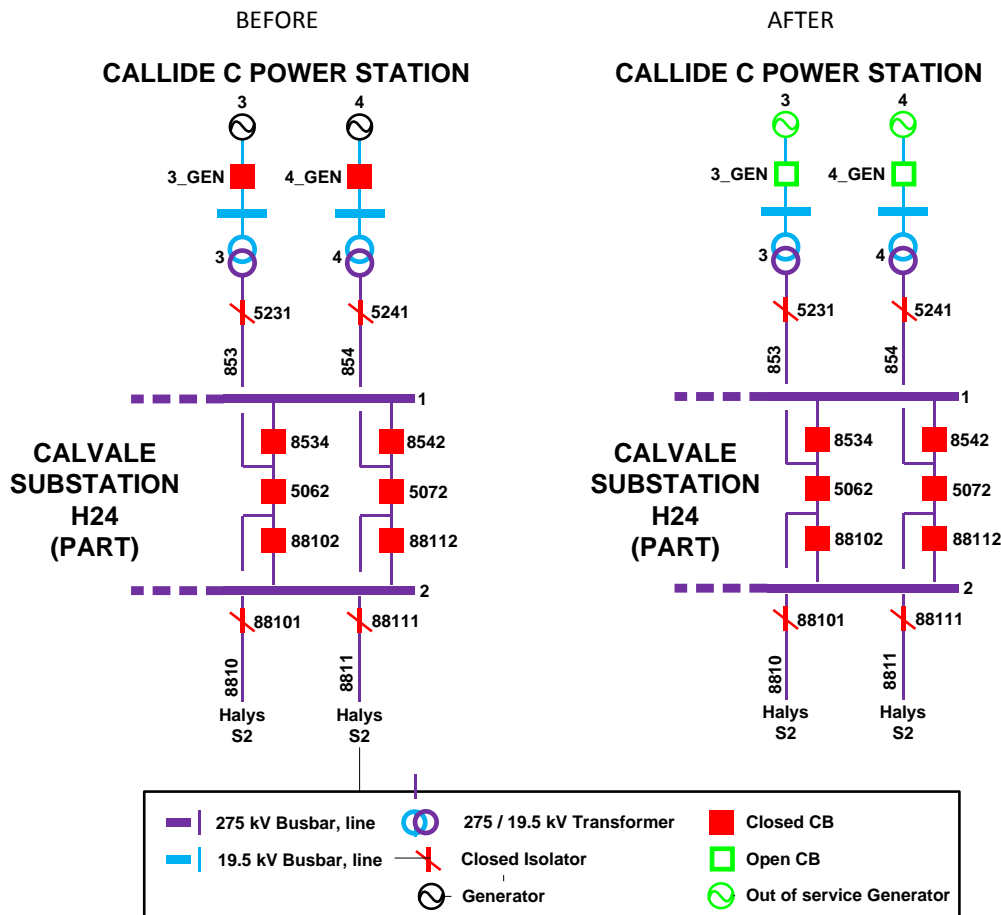 BEFORE
CALLIDE C POWER STATION
3
4
3_GEN
4_GEN
3
4
5231
5241
853
854
1
CALVALE
SUBSTATION
H24
(PART)
8534
8542
5062
5072
88102
88112
2
88101
88111
8810
8811
Halys
S2
Halys
S2
AFTER
CALLIDE C POWER STATION
3
4
3_GEN
4_GEN
3
4
5231
5241
853
854
1
CALVALE
SUBSTATION
H24
(PART)
8534
8542
5062
5072
88102
88112
2
88101
88111
8810
8811
Halys
S2
Halys
S2
275 kV Busbar, line
275 / 19.5 kV Transformer
Closed CB
19.5 kV Busbar, line
Closed Isolator
Open CB
Generator
Out of service Generator